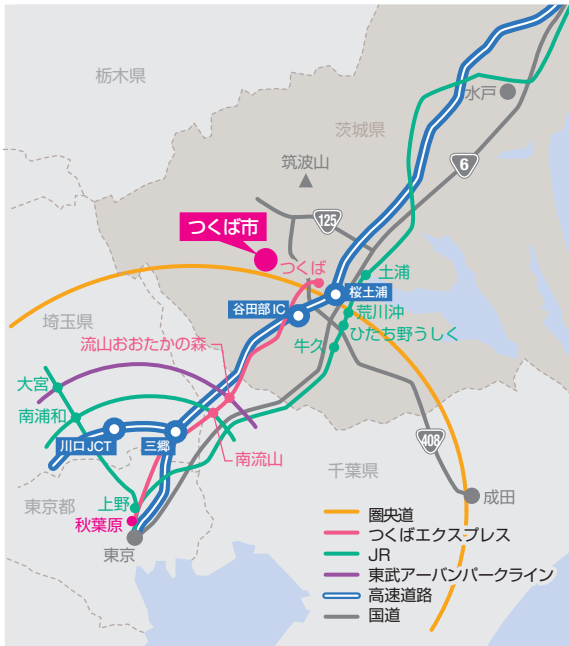 栃木県
水戸
茨城県
筑波山
6
125
つくば市
つくば
土浦
桜土浦
谷田部IC
荒川沖
埼玉県
ひたち野うしく
流山おおたかの森
牛久
大宮
南浦和
408
川口JCT
三郷
南流山
千葉県
成田
東京都
上野
秋葉原
東京
圏央道
つくばエクスプレス
JR
東武アーバンパークライン
高速道路
国道